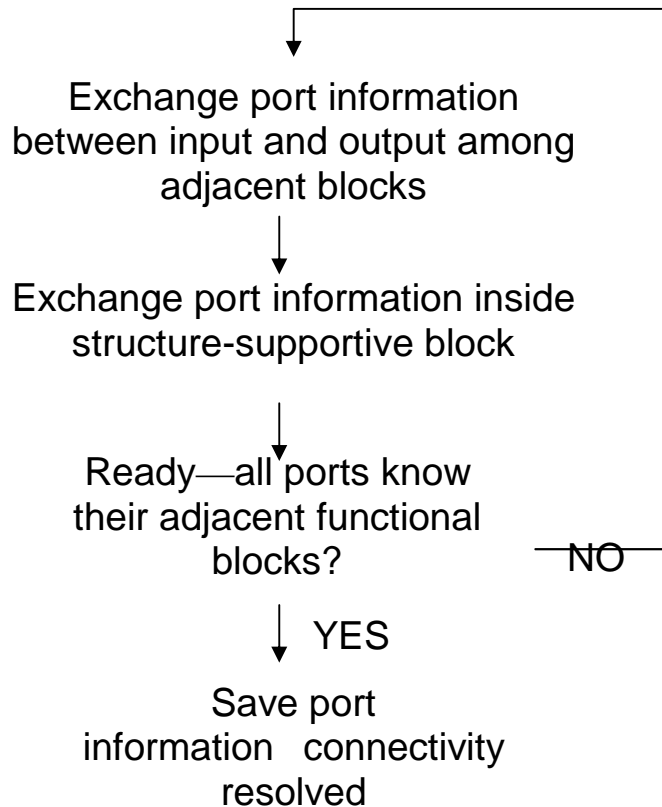 Exchange port information
between input and output among
adjacent blocks
Exchange port information inside
structure-supportive block
Ready—all ports know
their adjacent functional
blocks?
NO
YES
Save port
information connectivity
resolved